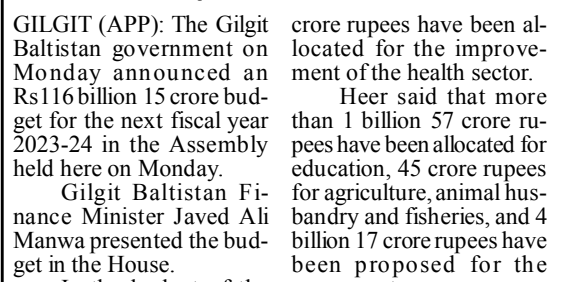 GILGIT (APP): The Gilgit
Baltistan government on
Monday announced an
Rs116 billion 15 crore bud-
get for the next fiscal year
2023-24 in the Assembly
held here on Monday.
Gilgit Baltistan Fi-
nance Minister Javed Ali
Manwa presented the bud-
get in the House.
crore rupees have been al-
located for the improve-
ment of the health sector.
Heer said that more
than 1 billion 57 crore ru-
pees have been allocated for
education, 45 crore rupees
for agriculture, animal hus-
bandry and fisheries, and 4
billion 17 crore rupees have
been proposed for the